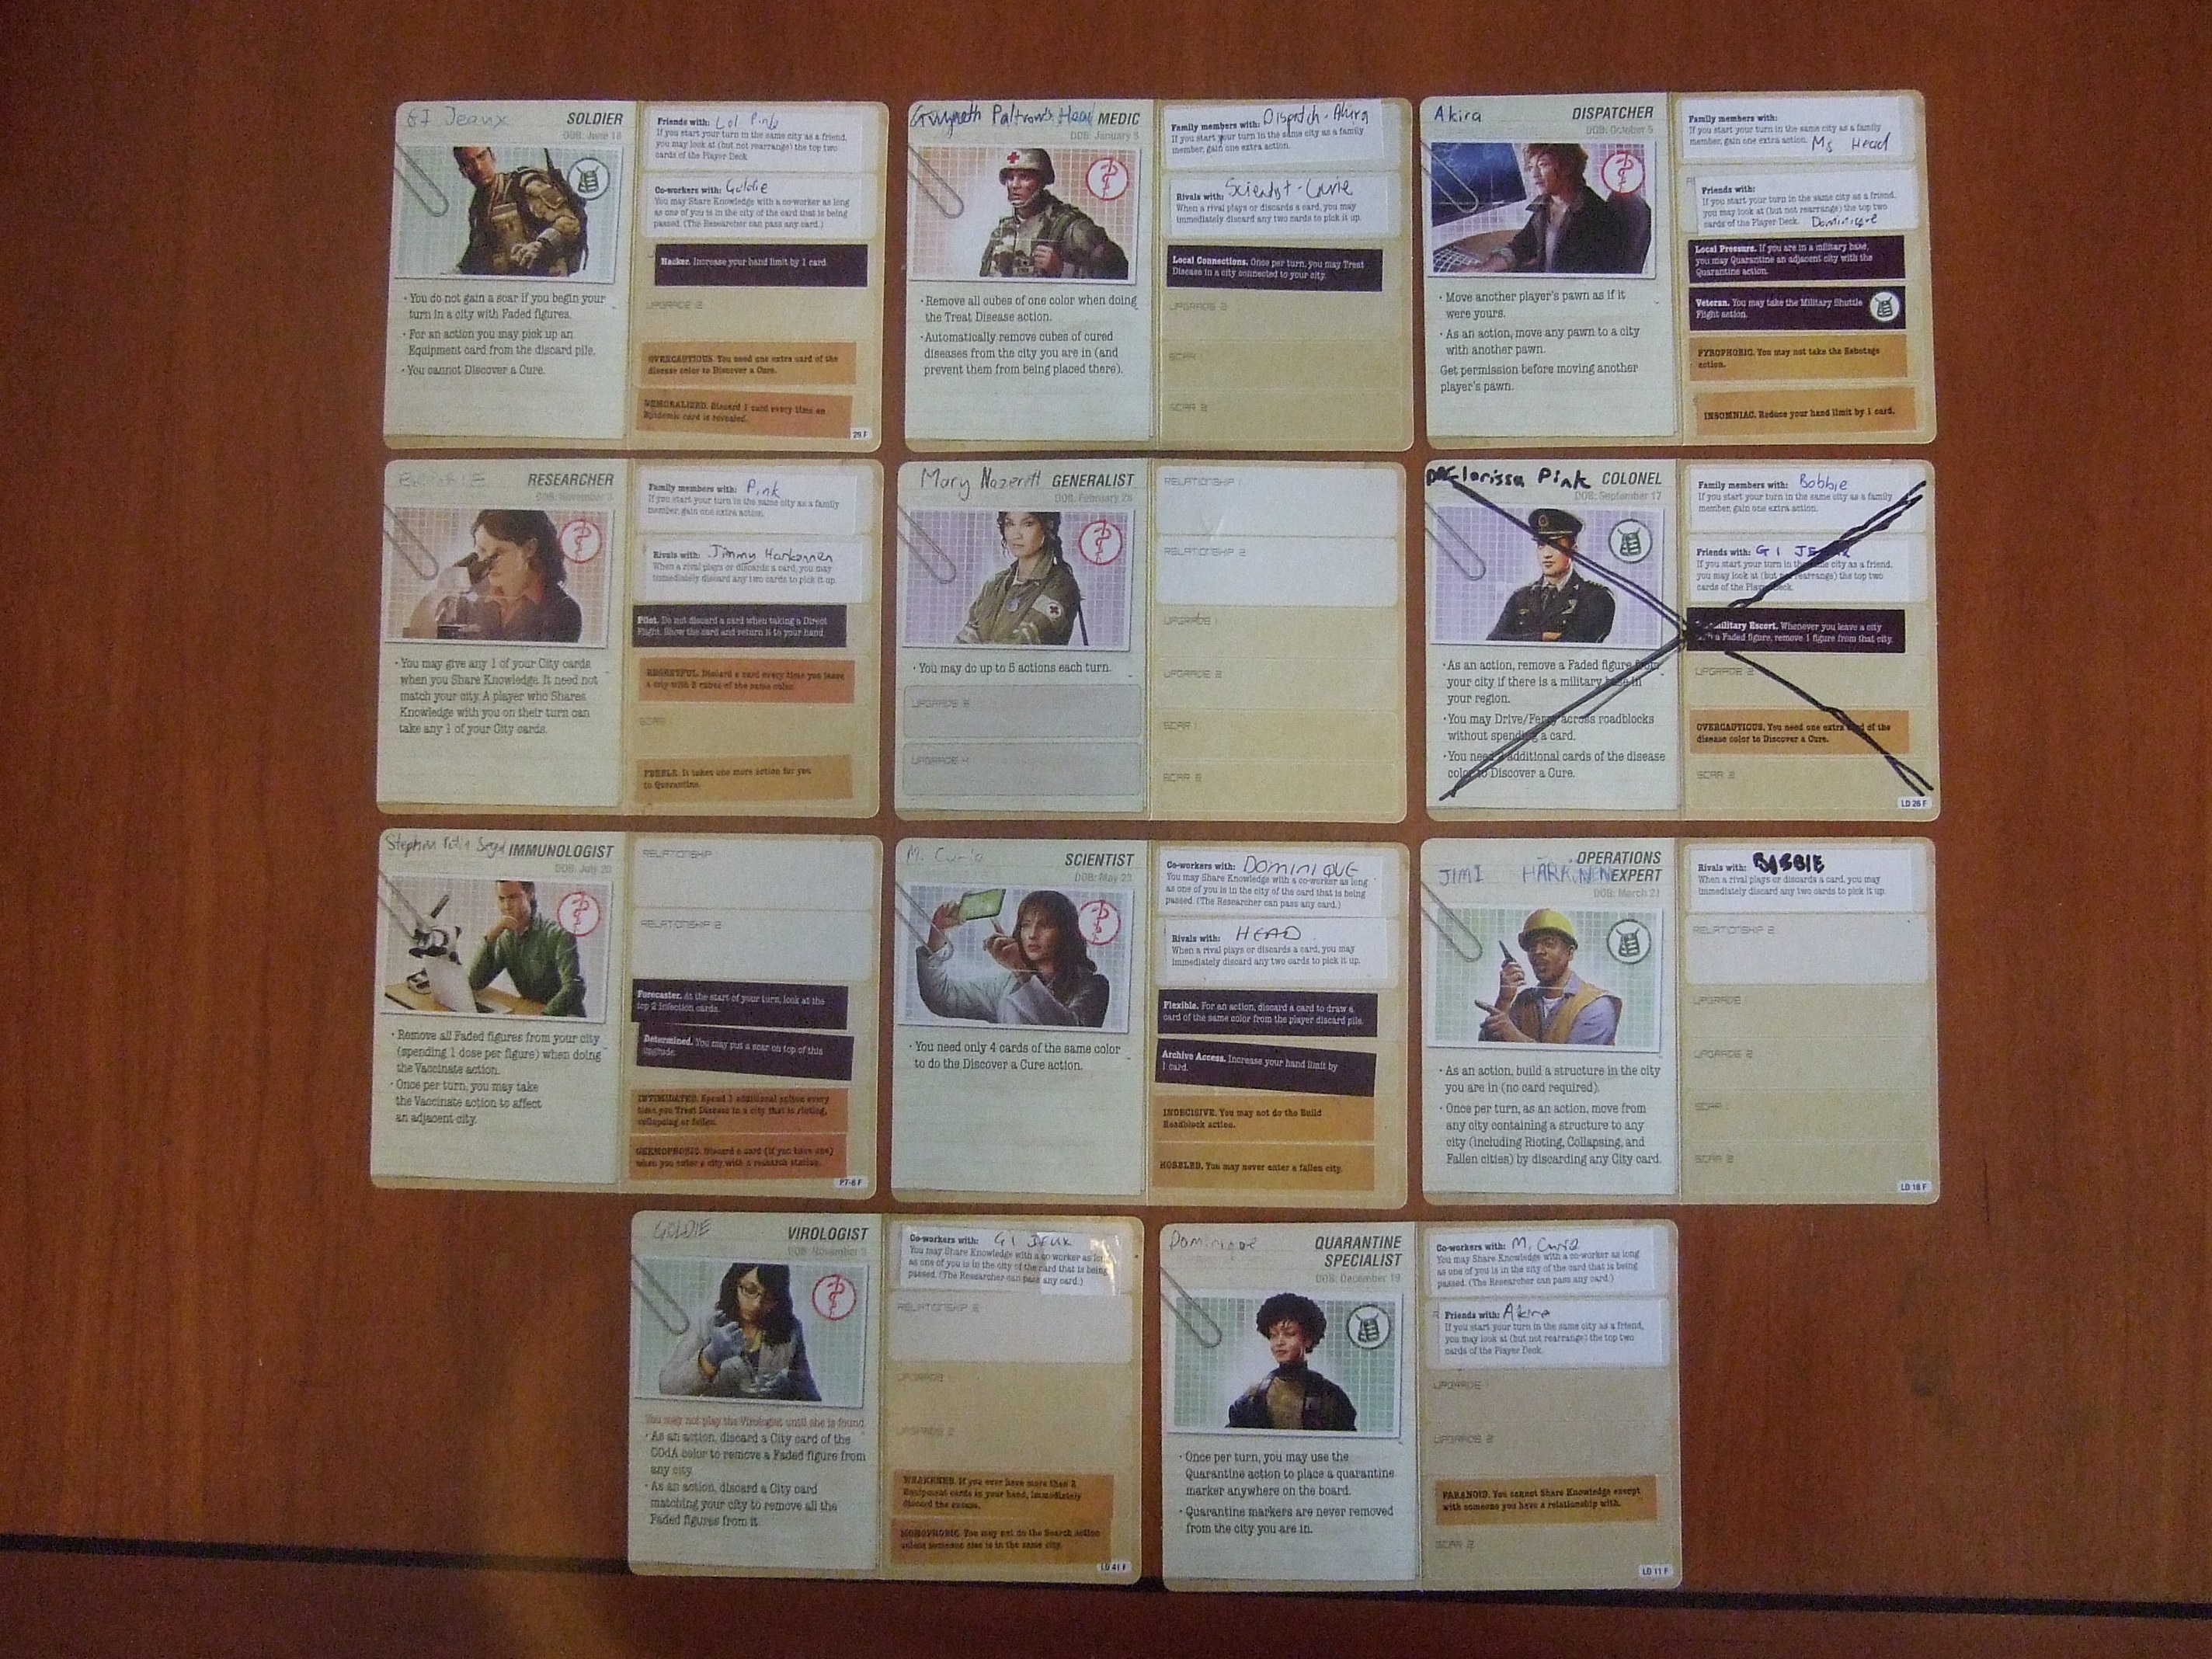 GI Jeaux
SOLDIER
DOB: June 16
· You do not gain a scar if you begin your
turn in a city with Faded figures.
· For an action you may pick up an
Equipment card from the discard pile.
· You cannot Discover a Cure.
Friends with: Lol Pink
If you start your turn in the same city as a friend,
you may look at (but not rearrange) the top two
cards of the Player Deck.
Co-workers with: Goldie
You may Share Knowledge with a co-worker as long
as one of you is in the city of the card that is being
passed. (The Researcher can pass any card.)
Hacker. Increase your hand limit by 1 card.
UPGRADE 2
OVERCAUTIOUS. You need one extra card of the
disease color to Discover a Cure.
DEMORALIZED. Discard 1 card every time an
Epidemic card is revealed.
29 F
Gwyneth Paltrow's Head
MEDIC
DOB: January 5
· Remove all cubes of one color when doing
the Treat Disease action.
· Automatically remove cubes of cured
diseases from the city you are in (and
prevent them from being placed there).
Family members with: Dispatch - Akira
If you start your turn in the same city as a family
member, gain one extra action.
Rivals with: Scientist - Curie
When a rival plays or discards a card, you may
immediately discard any two cards to pick it up.
Local Connections. Once per turn, you may Treat
Disease in a city connected to your city.
UPGRADE 2
SCAR 1
SCAR 2
Akira
DISPATCHER
DOB: October 5
· Move another player's pawn as if it
were yours.
· As an action, move any pawn to a city
with another pawn.
Get permission before moving another
player's pawn.
Family members with:
If you start your turn in the same city as a family
member, gain one extra action. Ms Head
Friends with:
If you start your turn in the same city as a friend,
you may look at (but not rearrange) the top two
cards of the Player Deck. Dominique
Local Pressure. If you are in a military base,
you may Quarantine an adjacent city with the
Quarantine action.
Veteran. You may take the Military Shuttle
Flight action.
PYROPHOBIC. You may not take the Sabotage
action.
INSOMNIAC. Reduce your hand limit by 1 card.
RESEARCHER
DOB: November 3
· You may give any 1 of your City cards
when you Share Knowledge. It need not
match your city. A player who Shares
Knowledge with you on their turn can
take any 1 of your City cards.
Family members with: Pink
If you start your turn in the same city as a family
member, gain one extra action.
Rivals with: Jimmy Harkonnen
When a rival plays or discards a card, you may
immediately discard any two cards to pick it up.
Pilot. Do not discard a card when taking a Direct
Flight. Show the card and return it to your hand.
REGRETFUL. Discard a card every time you leave
a city with 3 cubes of the same color.
SCAR
FEEBLE. It takes one more action for you
to Quarantine.
Mary Nazerett
GENERALIST
DOB: February 28
· You may do up to 5 actions each turn.
UPGRADE 3
UPGRADE 4
RELATIONSHIP 1
RELATIONSHIP 2
UPGRADE 1
UPGRADE 2
SCAR 1
SCAR 2
Clarissa Pink
COLONEL
DOB: September 17
· As an action, remove a Faded figure from
your city if there is a military base in
your region.
· You may Drive/Ferry across roadblocks
without spending a card.
· You need additional cards of the disease
color to Discover a Cure.
Family members with: Bobbie
If you start your turn in the same city as a family
member, gain one extra action.
Friends with: GI
If you start your turn in the same city as a friend,
you may look at (but not rearrange) the top two
cards of the Player Deck.
Military Escort. Whenever you leave a city
with a Faded figure, remove 1 figure from that city.
UPGRADE 2
OVERCAUTIOUS. You need one extra card of the
disease color to Discover a Cure.
SCAR 2
LD 26 F
Stephen
IMMUNOLOGIST
DOB: July 20
· Remove all Faded figures from your city
(spending 1 dose per figure) when doing
the Vaccinate action.
· Once per turn, you may take
the Vaccinate action to affect
an adjacent city.
RELATIONSHIP
RELATIONSHIP 2
Forecaster. At the start of your turn, look at the
top 2 Infection cards.
Determined. You may put a scar on top of this
upgrade.
INTIMIDATED. Spend 1 additional action every
time you Treat Disease in a city that is rioting,
collapsing or fallen.
GERMOPHOBIC. Discard a card (if you have one)
when you enter a city with a research station.
P7-6 F
M. Curie
SCIENTIST
DOB: May 23
· You need only 4 cards of the same color
to do the Discover a Cure action.
Co-workers with: DOMINIQUE
You may Share Knowledge with a co-worker as long
as one of you is in the city of the card that is being
passed. (The Researcher can pass any card.)
Rivals with: HEAD
When a rival plays or discards a card, you may
immediately discard any two cards to pick it up.
Flexible. For an action, discard a card to draw a
card of the same color from the player discard pile.
Archive Access. Increase your hand limit by
1 card.
INDECISIVE. You may not do the Build
Roadblock action.
HOBBLED. You may never enter a fallen city.
JIMI HARKONEN
OPERATIONS
EXPERT
DOB: March 21
· As an action, build a structure in the city
you are in (no card required).
· Once per turn, as an action, move from
any city containing a structure to any
city (including Rioting, Collapsing, and
Fallen cities) by discarding any City card.
Rivals with: BOBBIE
When a rival plays or discards a card, you may
immediately discard any two cards to pick it up.
RELATIONSHIP 2
UPGRADE
UPGRADE 2
SCAR 1
SCAR 2
LD 18 F
GOLDIE
VIROLOGIST
DOB: November 3
You may not play the Virologist until she is found.
· As an action, discard a City card of the
COdA color to remove a Faded figure from
any city.
· As an action, discard a City card
matching your city to remove all the
Faded figures from it.
Co-workers with: GI JEUX
You may Share Knowledge with a co-worker as long
as one of you is in the city of the card that is being
passed. (The Researcher can pass any card.)
RELATIONSHIP 2
UPGRADE
UPGRADE 2
WEAKENED. If you ever have more than 2
Equipment cards in your hand, immediately
discard the excess.
MONOPHOBIC. You may not do the Search action
unless someone else is in the same city.
LD 41 F
Dominique
QUARANTINE
SPECIALIST
DOB: December 19
· Once per turn, you may use the
Quarantine action to place a quarantine
marker anywhere on the board.
· Quarantine markers are never removed
from the city you are in.
Co-workers with: M. Curie
You may Share Knowledge with a co-worker as long
as one of you is in the city of the card that is being
passed. (The Researcher can pass any card.)
Friends with: Akira
If you start your turn in the same city as a friend,
you may look at (but not rearrange) the top two
cards of the Player Deck.
UPGRADE
UPGRADE 2
PARANOID. You cannot Share Knowledge except
with someone you have a relationship with.
SCAR 2
LD 11 F